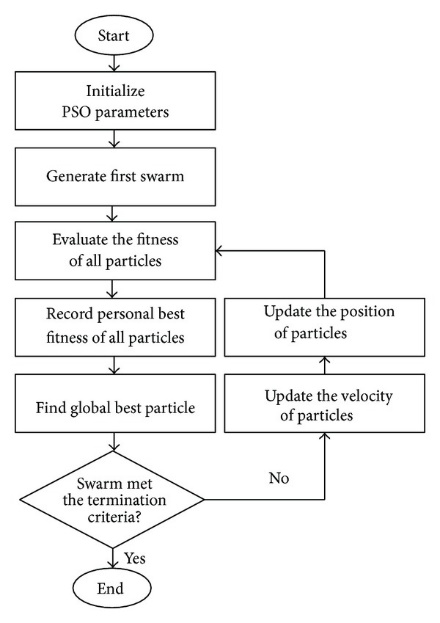 Start
Initialize
PSO parameters
Generate first swarm
Evaluate the fitness
of all particles
Record personal best
fitness of all particles
Update the position
of particles
Find global best particle
Update the velocity
of particles
Swarm met
the termination
criteria?
No
Yes
End